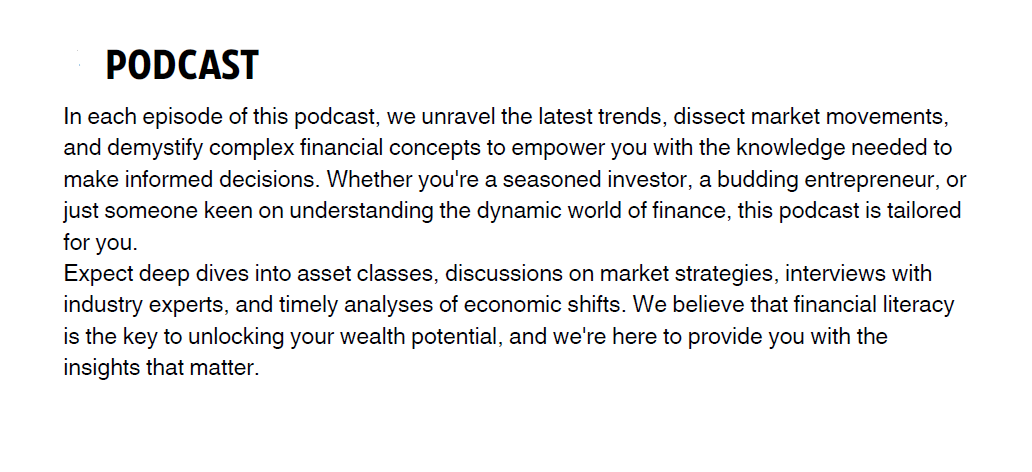 PODCAST
In each episode of this podcast, we unravel the latest trends, dissect market movements,
and demystify complex financial concepts to empower you with the knowledge needed to
make informed decisions. Whether you're a seasoned investor, a budding entrepreneur, or
just someone keen on understanding the dynamic world of finance, this podcast is tailored
for you.
Expect deep dives into asset classes, discussions on market strategies, interviews with
industry experts, and timely analyses of economic shifts. We believe that financial literacy
is the key to unlocking your wealth potential, and we're here to provide you with the
insights that matter.